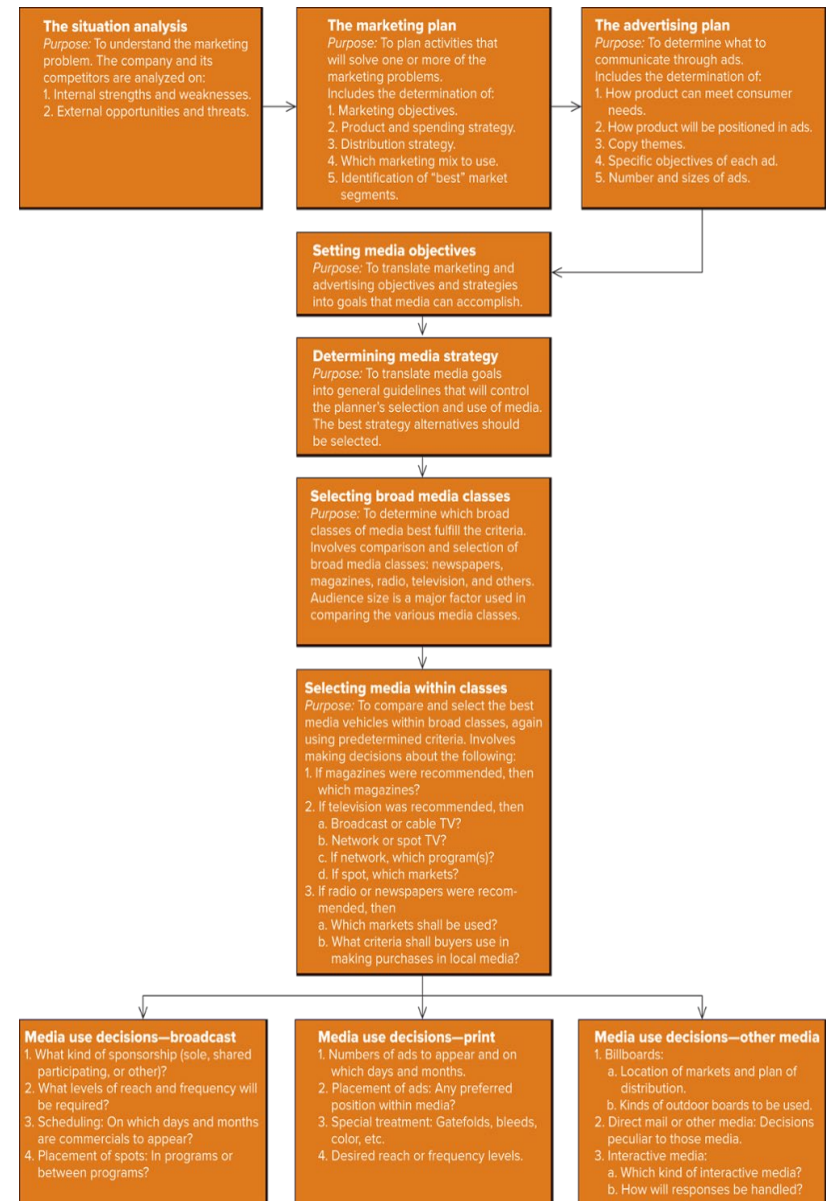 The situation analysis
Purpose: To understand the marketing
problem. The company and its
competitors are analyzed on:
1. Internal strengths and weaknesses.
2. External opportunities and threats.
The marketing plan
Purpose: To plan activities that
will solve one or more of the
marketing problems.
Includes the determination of:
1. Marketing objectives.
2. Product and spending strategy.
3. Distribution strategy.
4. Which marketing mix to use.
5. Identification of “best” market
segments.
The advertising plan
Purpose: To determine what to
communicate through ads.
Includes the determination of:
1. How product can meet consumer
needs.
2. How product will be positioned in ads.
3. Copy themes.
4. Specific objectives of each ad.
5. Number and sizes of ads.
Setting media objectives
Purpose: To translate marketing and
advertising objectives and strategies
into goals that media can accomplish.
Determining media strategy
Purpose: To translate media goals
into general guidelines that will control
the planner’s selection and use of media.
The best strategy alternatives should
be selected.
Selecting broad media classes
Purpose: To determine which broad
classes of media best fulfill the criteria.
Involves comparison and selection of
broad media classes: newspapers,
magazines, radio, television, and others.
Audience size is a major factor used in
comparing the various media classes.
Selecting media within classes
Purpose: To compare and select the best
media vehicles within broad classes, again
using predetermined criteria. Involves
making decisions about the following:
1. If magazines were recommended, then
which magazines?
2. If television was recommended, then
a. Broadcast or cable TV?
b. Network or spot TV?
c. If network, which program(s)?
d. If spot, which markets?
3. If radio or newspapers were recom-
mended, then
a. Which markets shall be used?
b. What criteria shall buyers use in
making purchases in local media?
Media use decisions—broadcast
1. What kind of sponsorship (sole, shared
participating, or other)?
2. What levels of reach and frequency will
be required?
3. Scheduling: On which days and months
are commercials to appear?
4. Placement of spots: In programs or
between programs?
Media use decisions—print
1. Numbers of ads to appear and on
which days and months.
2. Placement of ads: Any preferred
position within media?
3. Special treatment: Gatefolds, bleeds,
color, etc.
4. Desired reach or frequency levels.
Media use decisions—other media
1. Billboards:
a. Location of markets and plan of
distribution.
b. Kinds of outdoor boards to be used.
2. Direct mail or other media: Decisions
peculiar to those media.
3. Interactive media:
a. Which kind of interactive media?
b. How will responses be handled?